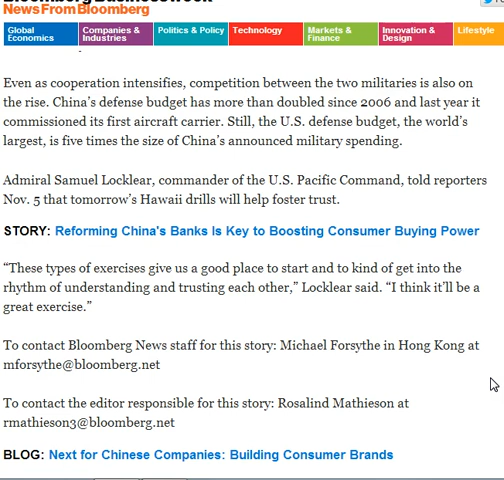 Bloomberg Businessweek
News From Bloomberg
Global Economics
Companies & Industries
Politics & Policy
Technology
Markets & Finance
Innovation & Design
Lifestyle
Even as cooperation intensifies, competition between the two militaries is also on
the rise. China’s defense budget has more than doubled since 2006 and last year it
commissioned its first aircraft carrier. Still, the U.S. defense budget, the world’s
largest, is five times the size of China’s announced military spending.
Admiral Samuel Locklear, commander of the U.S. Pacific Command, told reporters
Nov. 5 that tomorrow’s Hawaii drills will help foster trust.
STORY: Reforming China's Banks Is Key to Boosting Consumer Buying Power
“These types of exercises give us a good place to start and to kind of get into the
rhythm of understanding and trusting each other,” Locklear said. “I think it’ll be a
great exercise.”
To contact Bloomberg News staff for this story: Michael Forsythe in Hong Kong at
mforsythe@bloomberg.net
To contact the editor responsible for this story: Rosalind Mathieson at
rmathieson3@bloomberg.net
BLOG: Next for Chinese Companies: Building Consumer Brands